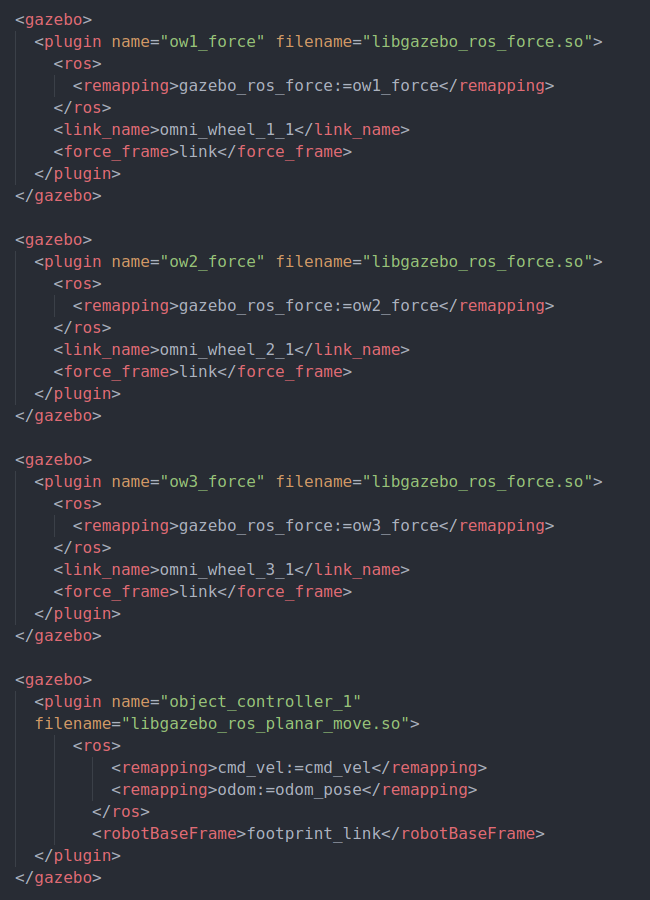 <gazebo>
<plugin name="ow1_force" filename="libgazebo_ros_force.so">
<ros>
<remapping>gazebo_ros_force:=ow1_force</remapping>
</ros>
<link_name>omni_wheel_1_1</link_name>
<force_frame>link</force_frame>
</plugin>
</gazebo>
<gazebo>
<plugin name="ow2_force" filename="libgazebo_ros_force.so">
<ros>
<remapping>gazebo_ros_force:=ow2_force</remapping>
</ros>
<link_name>omni_wheel_2_1</link_name>
<force_frame>link</force_frame>
</plugin>
</gazebo>
<gazebo>
<plugin name="ow3_force" filename="libgazebo_ros_force.so">
<ros>
<remapping>gazebo_ros_force:=ow3_force</remapping>
</ros>
<link_name>omni_wheel_3_1</link_name>
<force_frame>link</force_frame>
</plugin>
</gazebo>
<gazebo>
<plugin name="object_controller_1"
filename="libgazebo_ros_planar_move.so">
<ros>
<remapping>cmd_vel:=cmd_vel</remapping>
<remapping>odom:=odom_pose</remapping>
</ros>
<robotBaseFrame>footprint_link</robotBaseFrame>
</plugin>
</gazebo>